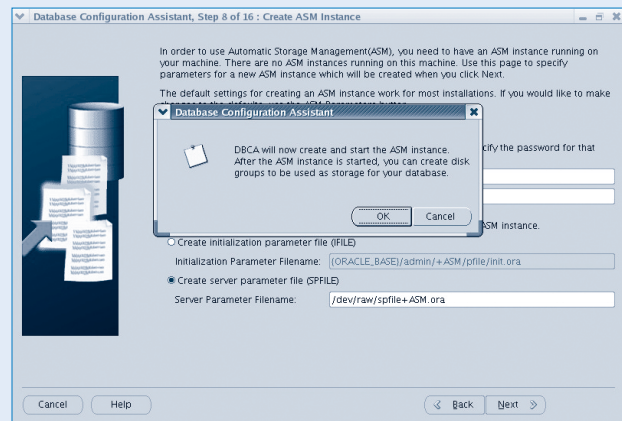 Database Configuration Assistant, Step 8 of 16 : Create ASM Instance
In order to use Automatic Storage Management(ASM), you need to have an ASM instance running on
your machine. There are no ASM instances running on this machine. Use this page to specify
parameters for a new ASM instance which will be created when you click Next.
The default settings for creating an ASM instance work for most installations. If you would like to make
Database Configuration Assistant
DBCA will now create and start the ASM instance.
After the ASM instance is started, you can create disk
groups to be used as storage for your database.
OK
Cancel
cify the password for that
ASM instance.
Create initialization parameter file (IFILE)
Initialization Parameter Filename: {ORACLE_BASE}/admin/+ASM/pfile/init.ora
Create server parameter file (SPFILE)
Server Parameter Filename: /dev/raw/spfile+ASM.ora
Cancel
Help
Back
Next